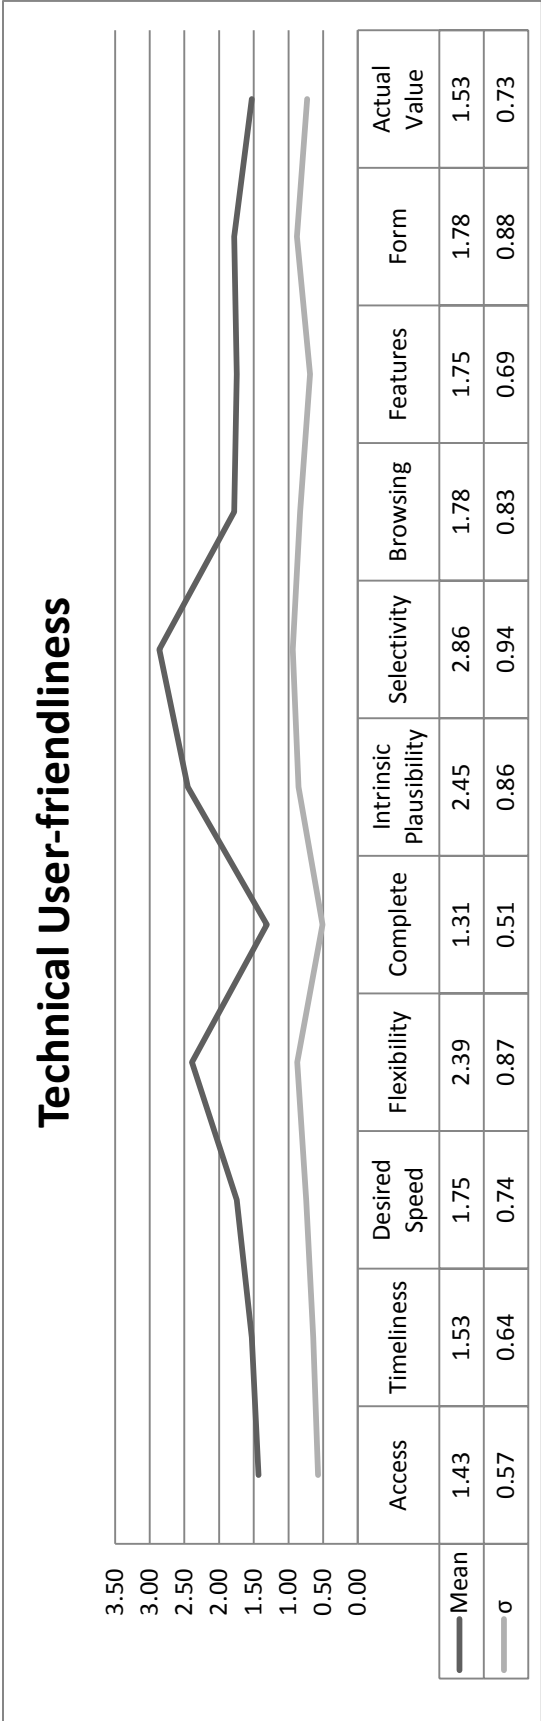 Technical User-friendliness
3.50
3.00
2.50
2.00
1.50
1.00
0.50
0.00
Access Timeliness Desired Speed Flexibility Complete Intrinsic Plausibility Selectivity Browsing Features Form Actual Value
Mean 1.43 1.53 1.75 2.39 1.31 2.45 2.86 1.78 1.75 1.78 1.53
σ 0.57 0.64 0.74 0.87 0.51 0.86 0.94 0.83 0.69 0.88 0.73